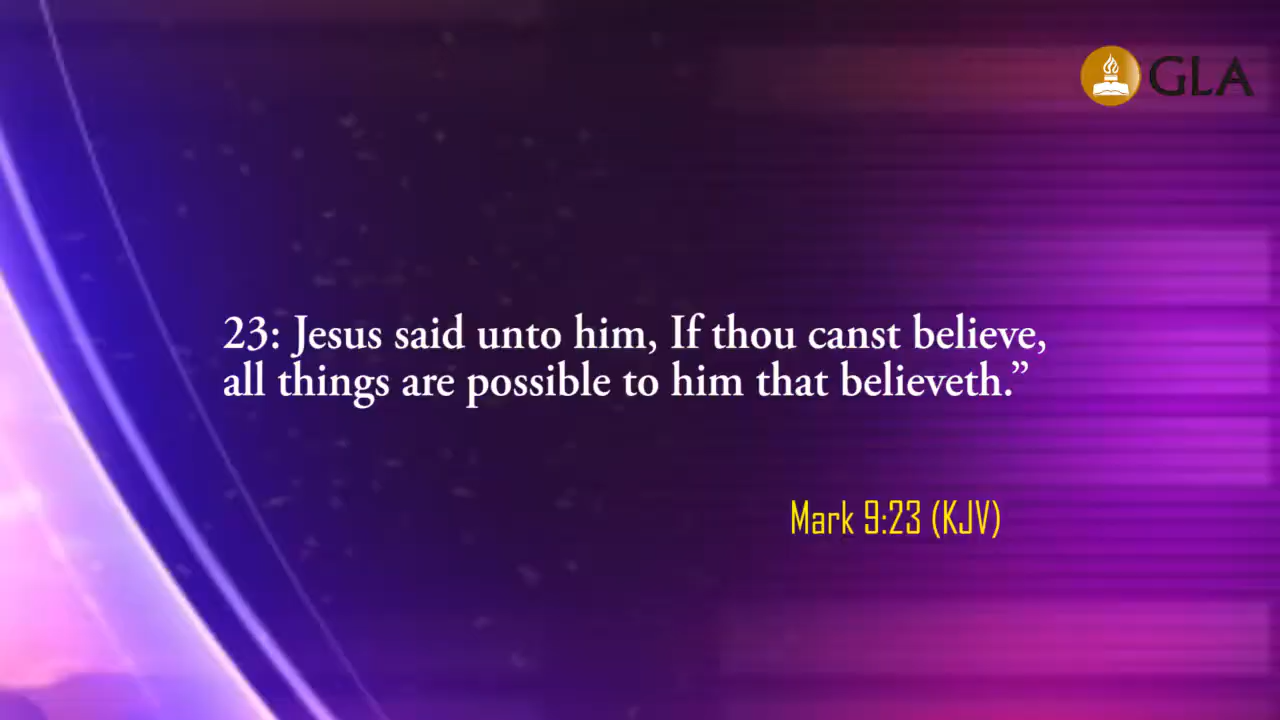 GLA
23: Jesus said unto him, If thou canst believe,
all things are possible to him that believeth.”
Mark 9:23 (KJV)